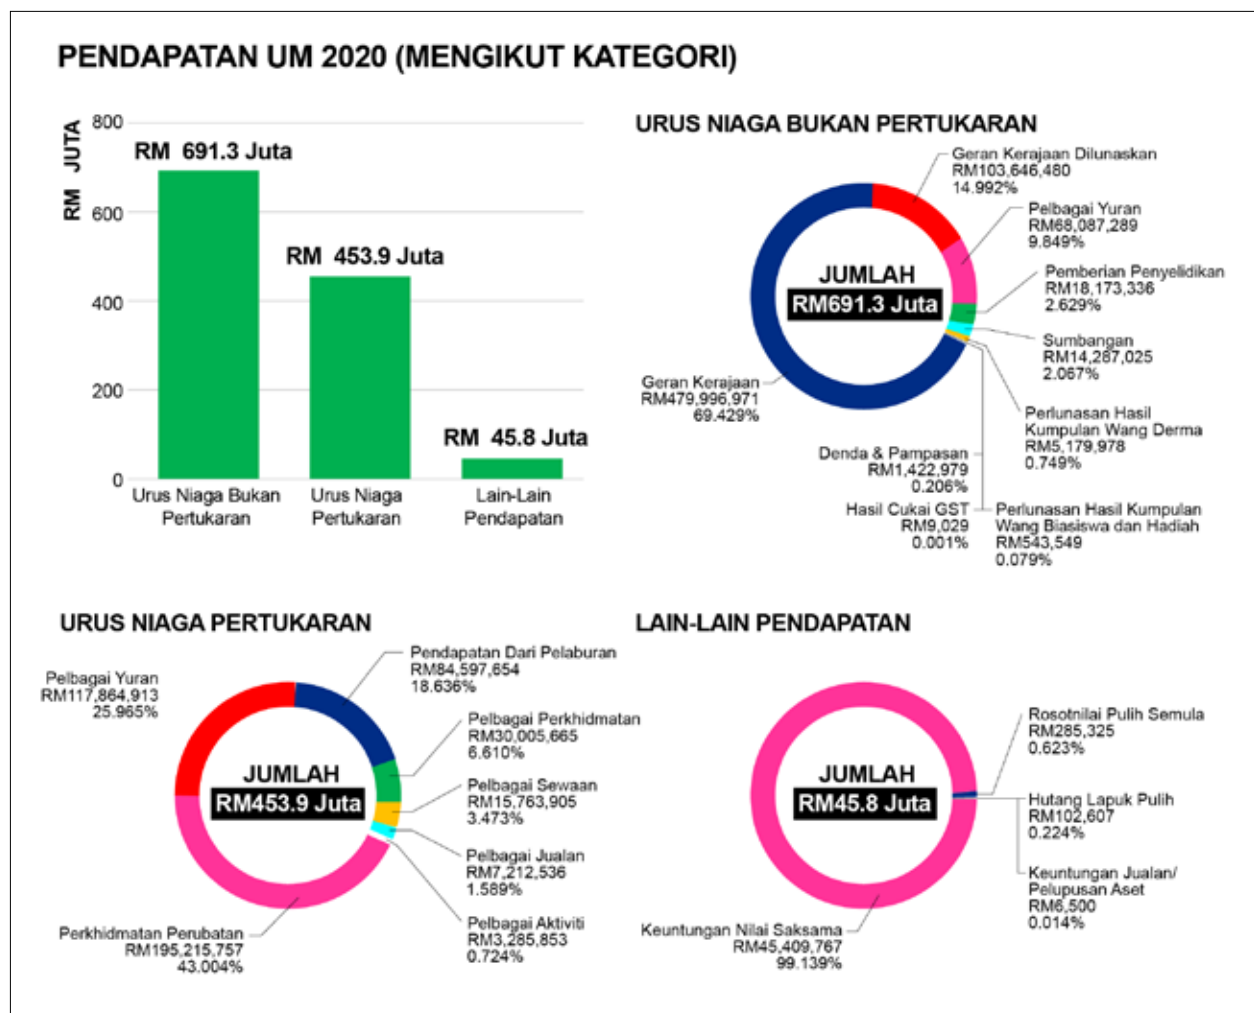 PENDAPATAN UM 2020 (MENGIKUT KATEGORI)
RM JUTA
800
600
400
200
0
RM 691.3 Juta
RM 453.9 Juta
RM 45.8 Juta
Urus Niaga Bukan
Pertukaran
Urus Niaga
Pertukaran
Lain-Lain
Pendapatan
URUS NIAGA BUKAN PERTUKARAN
Geran Kerajaan Dilunaskan
RM103,646,480
14.992%
Pelbagai Yuran
RM68,087,289
9.849%
Pemberian Penyelidikan
RM18,173,336
2.629%
Sumbangan
RM14,287,025
2.067%
Perlunasan Hasil
Kumpulan Wang Derma
RM5,179,978
0.749%
Perlunasan Hasil Kumpulan
Wang Biasiswa dan Hadiah
RM543,549
0.079%
Denda & Pampasan
RM1,422,979
0.206%
Hasil Cukai GST
RM9,029
0.001%
Geran Kerajaan
RM479,996,971
69.429%
JUMLAH
RM691.3 Juta
URUS NIAGA PERTUKARAN
Pelbagai Yuran
RM117,864,913
25.965%
Pendapatan Dari Pelaburan
RM84,597,654
18.636%
Pelbagai Perkhidmatan
RM30,005,665
6.610%
Pelbagai Sewaan
RM15,763,905
3.473%
Pelbagai Jualan
RM7,212,536
1.589%
Pelbagai Aktiviti
RM3,285,853
0.724%
Perkhidmatan Perubatan
RM195,215,757
43.004%
JUMLAH
RM453.9 Juta
LAIN-LAIN PENDAPATAN
Rosotnilai Pulih Semula
RM285,325
0.623%
Hutang Lapuk Pulih
RM102,607
0.224%
Keuntungan Jualan/
Pelupusan Aset
RM6,500
0.014%
Keuntungan Nilai Saksama
RM45,409,767
99.139%
JUMLAH
RM45.8 Juta